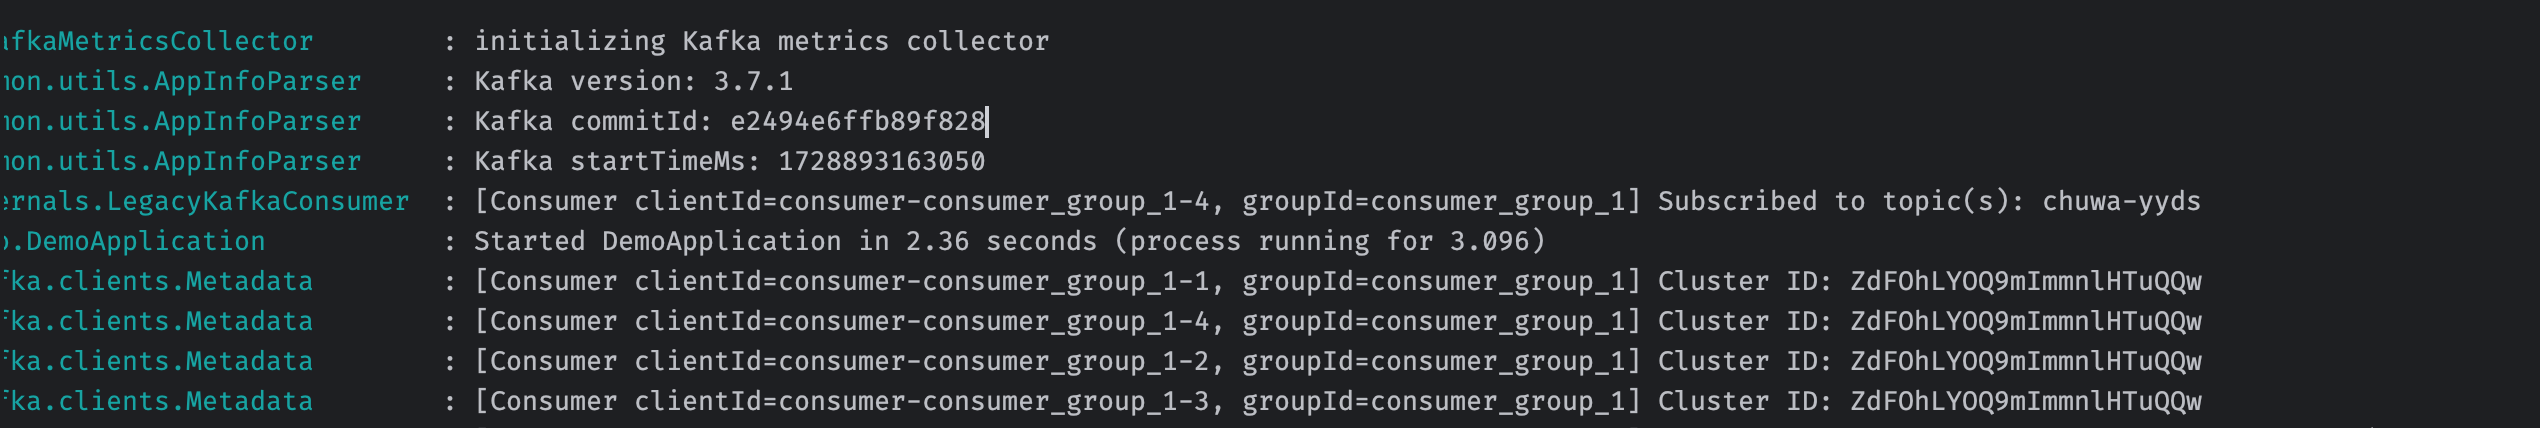 afkaMetricsCollector : initializing Kafka metrics collector
mon.utils.AppInfoParser : Kafka version: 3.7.1
mon.utils.AppInfoParser : Kafka commitId: e2494e6ffb89f828
mon.utils.AppInfoParser : Kafka startTimeMs: 1728893163050
ernals.LegacyKafkaConsumer : [Consumer clientId=consumer-consumer_group_1-4, groupId=consumer_group_1] Subscribed to topic(s): chuwa-yyds
o.DemoApplication : Started DemoApplication in 2.36 seconds (process running for 3.096)
fka.clients.Metadata : [Consumer clientId=consumer-consumer_group_1-1, groupId=consumer_group_1] Cluster ID: ZdFOhLYOQ9mImmnlHTuQQw
fka.clients.Metadata : [Consumer clientId=consumer-consumer_group_1-4, groupId=consumer_group_1] Cluster ID: ZdFOhLYOQ9mImmnlHTuQQw
fka.clients.Metadata : [Consumer clientId=consumer-consumer_group_1-2, groupId=consumer_group_1] Cluster ID: ZdFOhLYOQ9mImmnlHTuQQw
fka.clients.Metadata : [Consumer clientId=consumer-consumer_group_1-3, groupId=consumer_group_1] Cluster ID: ZdFOhLYOQ9mImmnlHTuQQw